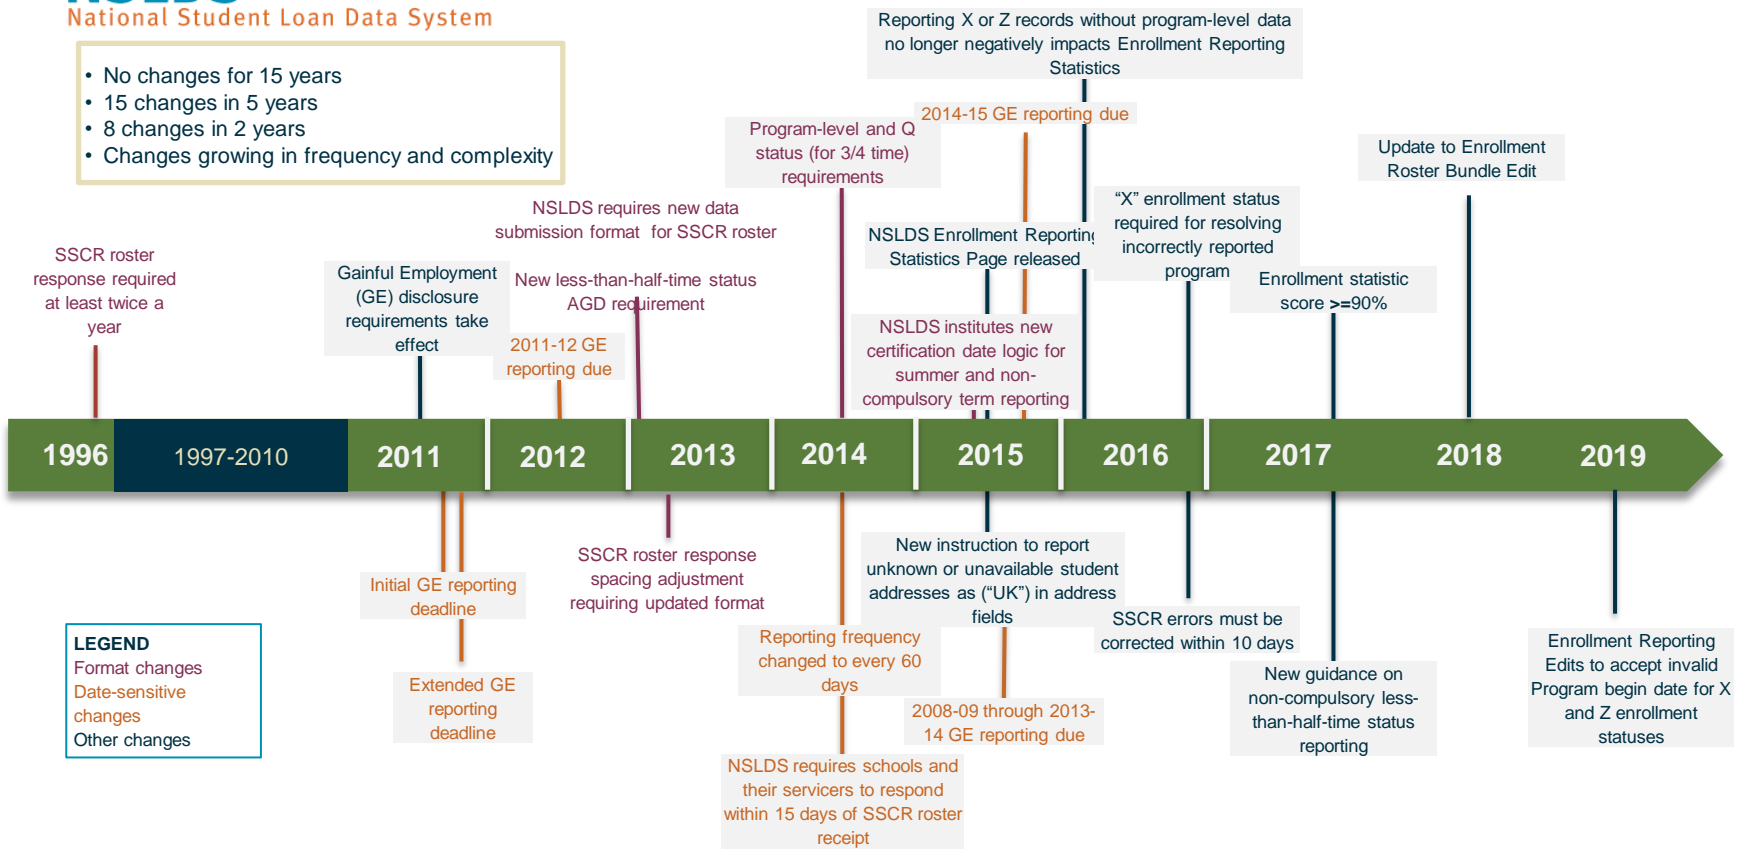 National Student Loan Data System
• No changes for 15 years
• 15 changes in 5 years
• 8 changes in 2 years
• Changes growing in frequency and complexity
SSCR roster
response required
at least twice a
year
Gainful Employment
(GE) disclosure
requirements take
effect
NSLDS requires new data
submission format for SSCR roster
New less-than-half-time status
AGD requirement
2011-12 GE
reporting due
Program-level and Q
status (for 3/4 time)
requirements
Reporting X or Z records without program-level data
no longer negatively impacts Enrollment Reporting
Statistics
2014-15 GE reporting due
NSLDS Enrollment Reporting
Statistics Page released
NSLDS institutes new
certification date logic for
summer and non-
compulsory term reporting
“X” enrollment status
required for resolving
incorrectly reported
program
Enrollment statistic
score >=90%
Update to Enrollment
Roster Bundle Edit
1996
1997-2010
2011
2012
2013
2014
2015
2016
2017
2018
2019
Initial GE reporting
deadline
Extended GE
reporting
deadline
SSCR roster response
spacing adjustment
requiring updated format
Reporting frequency
changed to every 60
days
NSLDS requires schools and
their servicers to respond
within 15 days of SSCR roster
receipt
New instruction to report
unknown or unavailable student
addresses as (“UK”) in address
fields
2008-09 through 2013-
14 GE reporting due
SSCR errors must be
corrected within 10 days
New guidance on
non-compulsory less-
than-half-time status
reporting
Enrollment Reporting
Edits to accept invalid
Program begin date for X
and Z enrollment
statuses
LEGEND
Format changes
Date-sensitive
changes
Other changes